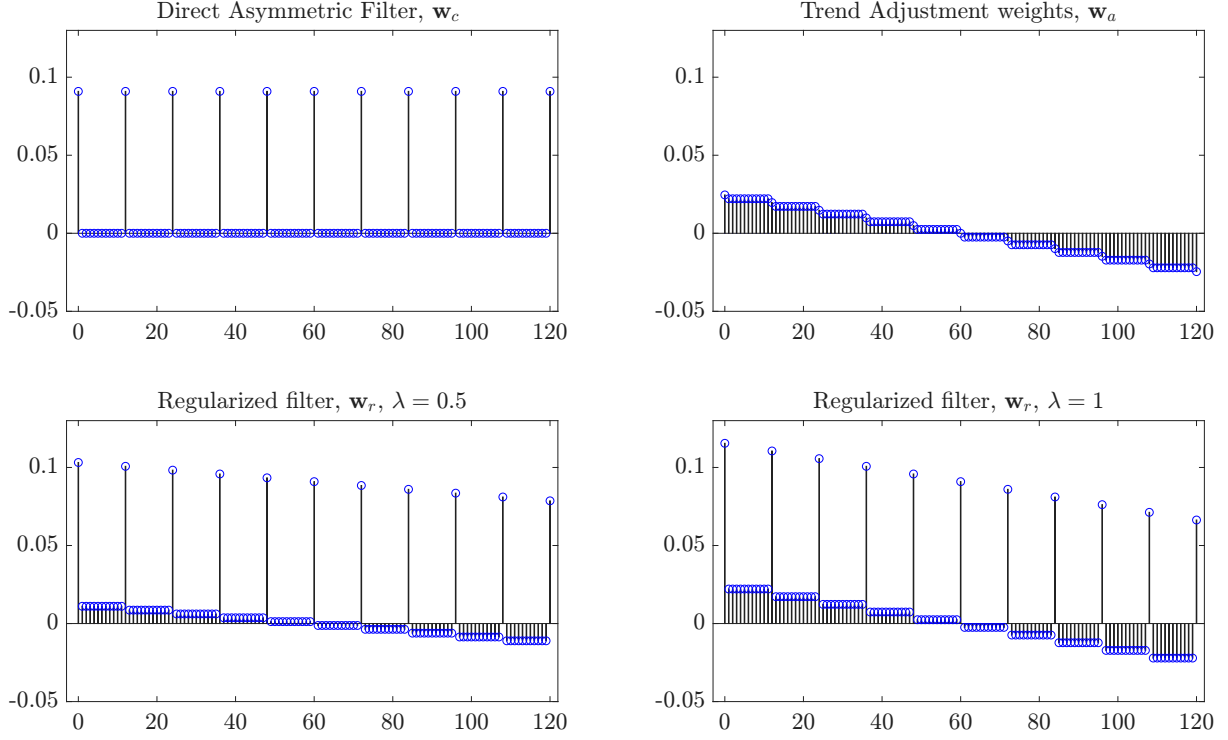 Direct Asymmetric Filter, w_c
0.1
0.05
0
-0.05
0 20 40 60 80 100 120
Trend Adjustment weights, w_a
0.1
0.05
0
-0.05
0 20 40 60 80 100 120
Regularized filter, w_r, λ = 0.5
0.1
0.05
0
-0.05
0 20 40 60 80 100 120
Regularized filter, w_r, λ = 1
0.1
0.05
0
-0.05
0 20 40 60 80 100 120